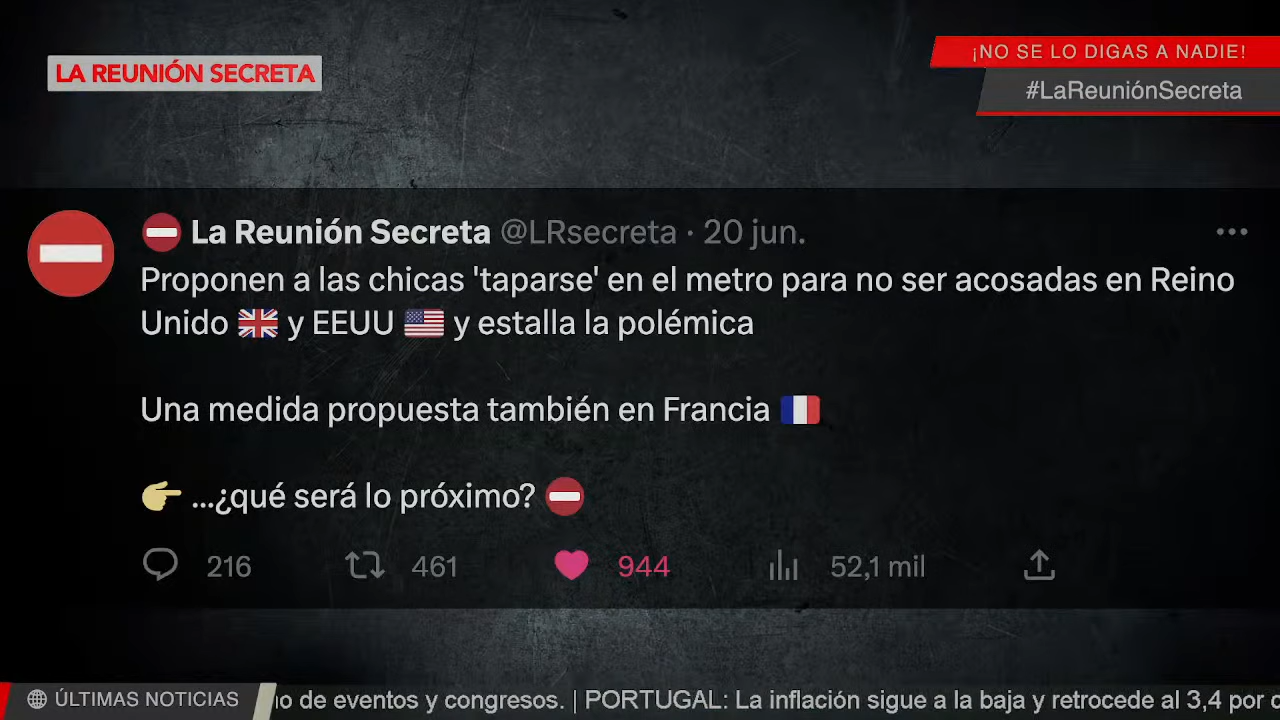 LA REUNIÓN SECRETA
¡NO SE LO DIGAS A NADIE!
#LaReuniónSecreta
La Reunión Secreta @LRsecreta · 20 jun.
Proponen a las chicas 'taparse' en el metro para no ser acosadas en Reino
Unido 🇬🇧 y EEUU 🇺🇸 y estalla la polémica
Una medida propuesta también en Francia 🇫🇷
👉 ...¿qué será lo próximo? ⛔
216 461 944 52,1 mil
ÚLTIMAS NOTICIAS
de eventos y congresos. | PORTUGAL: La inflación sigue a la baja y retrocede al 3,4 por